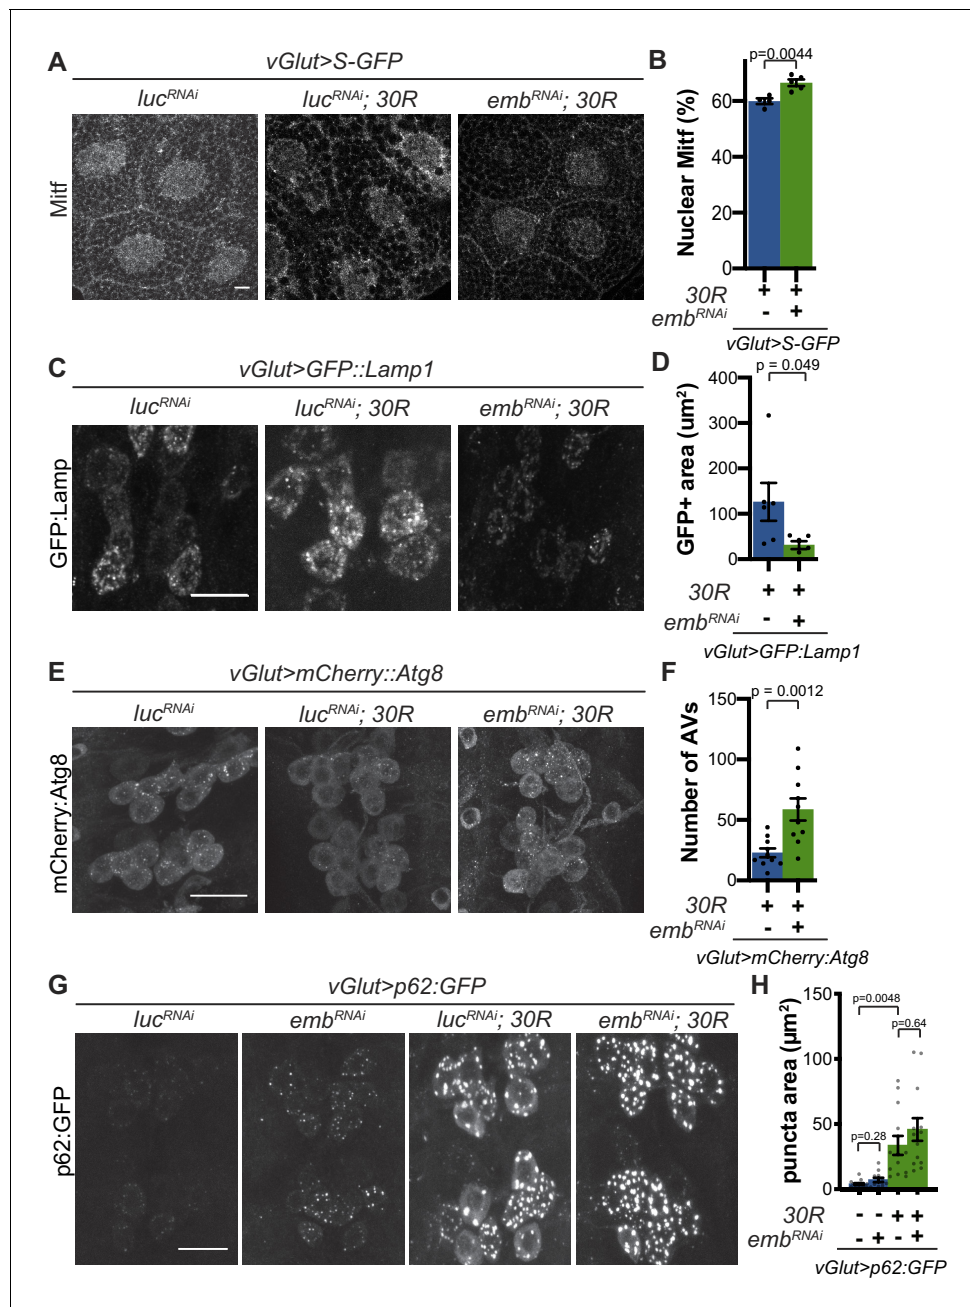 A
vGlut>S-GFP
luc^RNAi
luc^RNAi; 30R
emb^RNAi; 30R
Mitf
B
p=0.0044
Nuclear Mitf (%)
60
40
20
0
30R + +
emb^RNAi - +
vGlut>S-GFP
C
vGlut>GFP::Lamp1
luc^RNAi
luc^RNAi; 30R
emb^RNAi; 30R
GFP:Lamp
D
p = 0.049
GFP+ area (um²)
400
300
200
100
0
30R + +
emb^RNAi - +
vGlut>GFP:Lamp1
E
vGlut>mCherry::Atg8
luc^RNAi
luc^RNAi; 30R
emb^RNAi; 30R
mCherry:Atg8
F
p = 0.0012
Number of AVs
150
100
50
0
30R + +
emb^RNAi - +
vGlut>mCherry:Atg8
G
vGlut>p62:GFP
luc^RNAi
emb^RNAi
luc^RNAi; 30R
emb^RNAi; 30R
p62:GFP
H
puncta area (μm²)
150
100
50
0
p=0.0048
p=0.64
p=0.28
30R - - + +
emb^RNAi - + - +
vGlut>p62:GFP